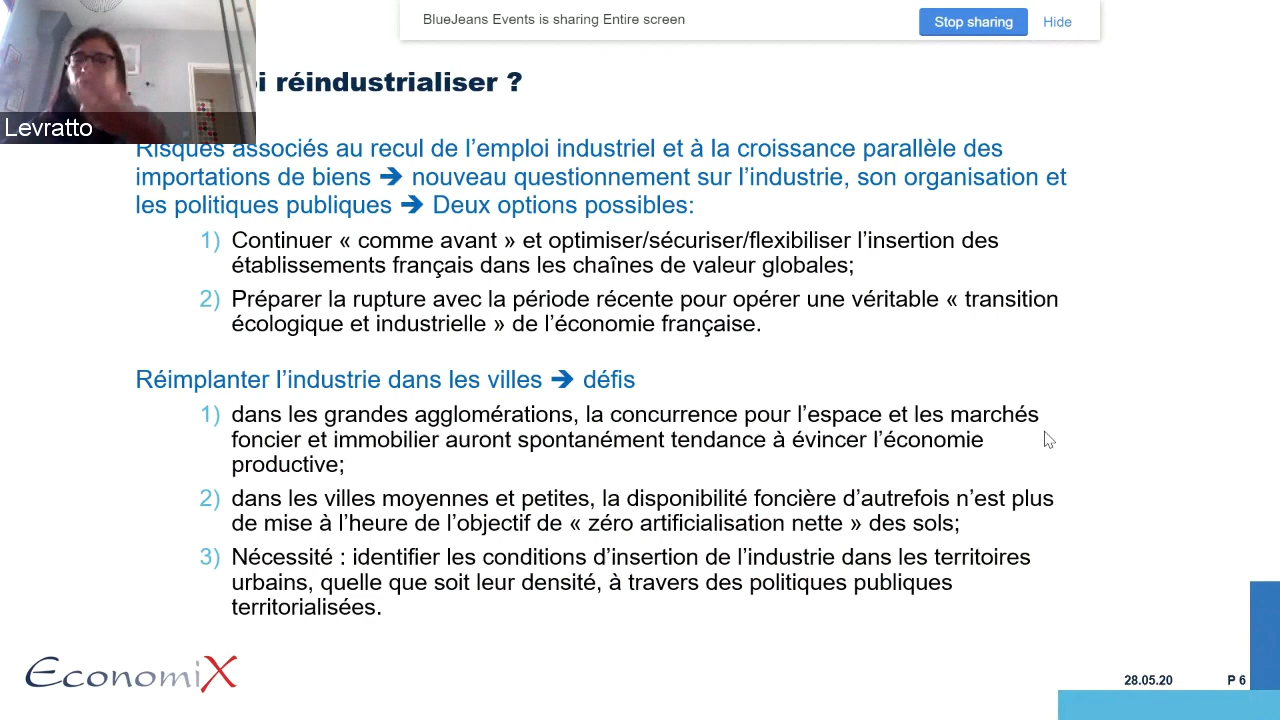 BlueJeans Events is sharing Entire screen
Stop sharing
Hide
Levratto
i réindustrialiser ?
Risques associés au recul de l’emploi industriel et à la croissance parallèle des
importations de biens ➔ nouveau questionnement sur l’industrie, son organisation et
les politiques publiques ➔ Deux options possibles:
1) Continuer « comme avant » et optimiser/sécuriser/flexibiliser l’insertion des
établissements français dans les chaînes de valeur globales;
2) Préparer la rupture avec la période récente pour opérer une véritable « transition
écologique et industrielle » de l’économie française.
Réimplanter l’industrie dans les villes ➔ défis
1) dans les grandes agglomérations, la concurrence pour l’espace et les marchés
foncier et immobilier auront spontanément tendance à évincer l’économie
productive;
2) dans les villes moyennes et petites, la disponibilité foncière d’autrefois n’est plus
de mise à l’heure de l’objectif de « zéro artificialisation nette » des sols;
3) Nécessité : identifier les conditions d’insertion de l’industrie dans les territoires
urbains, quelle que soit leur densité, à travers des politiques publiques
territorialisées.
EconomiX
28.05.20
P 6